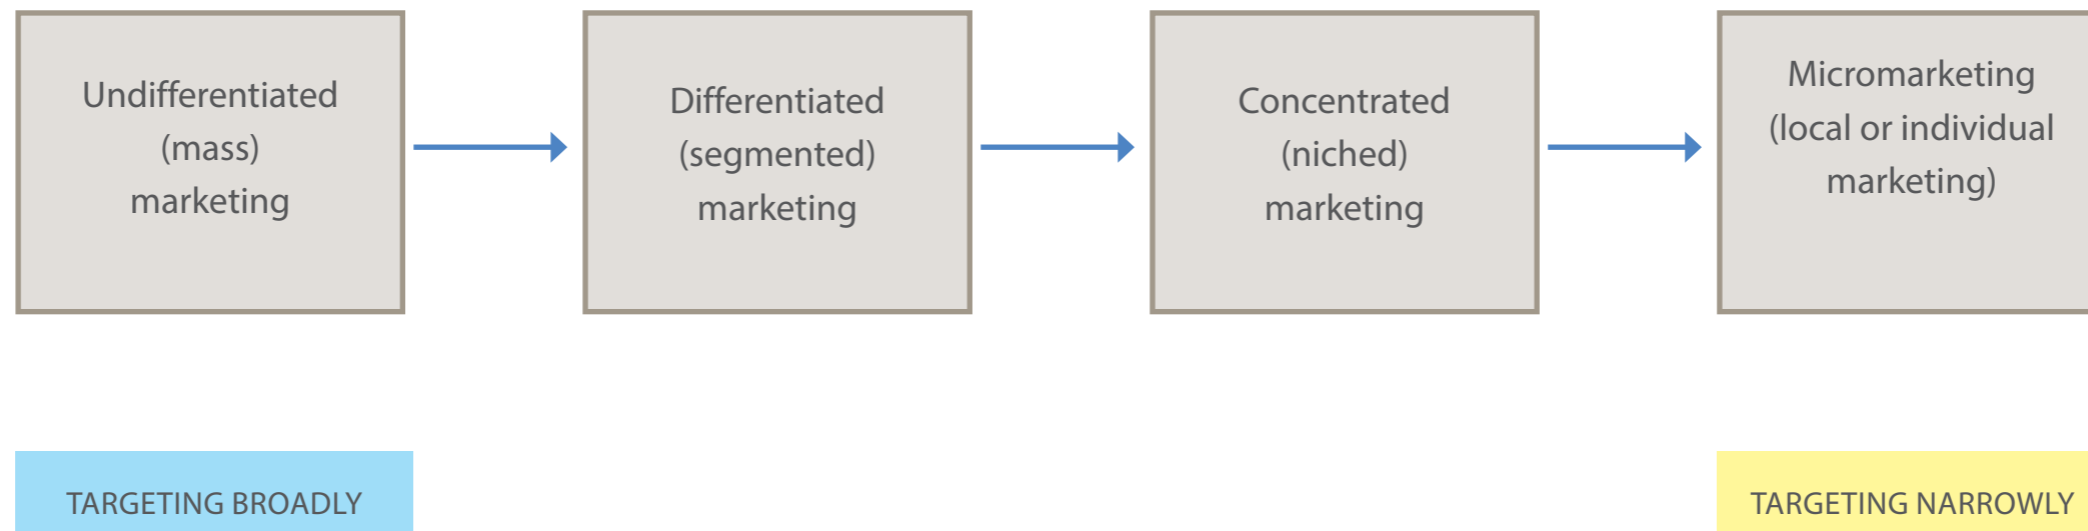 Undifferentiated
(mass)
marketing
Differentiated
(segmented)
marketing
Concentrated
(niched)
marketing
Micromarketing
(local or individual
marketing)
TARGETING BROADLY
TARGETING NARROWLY